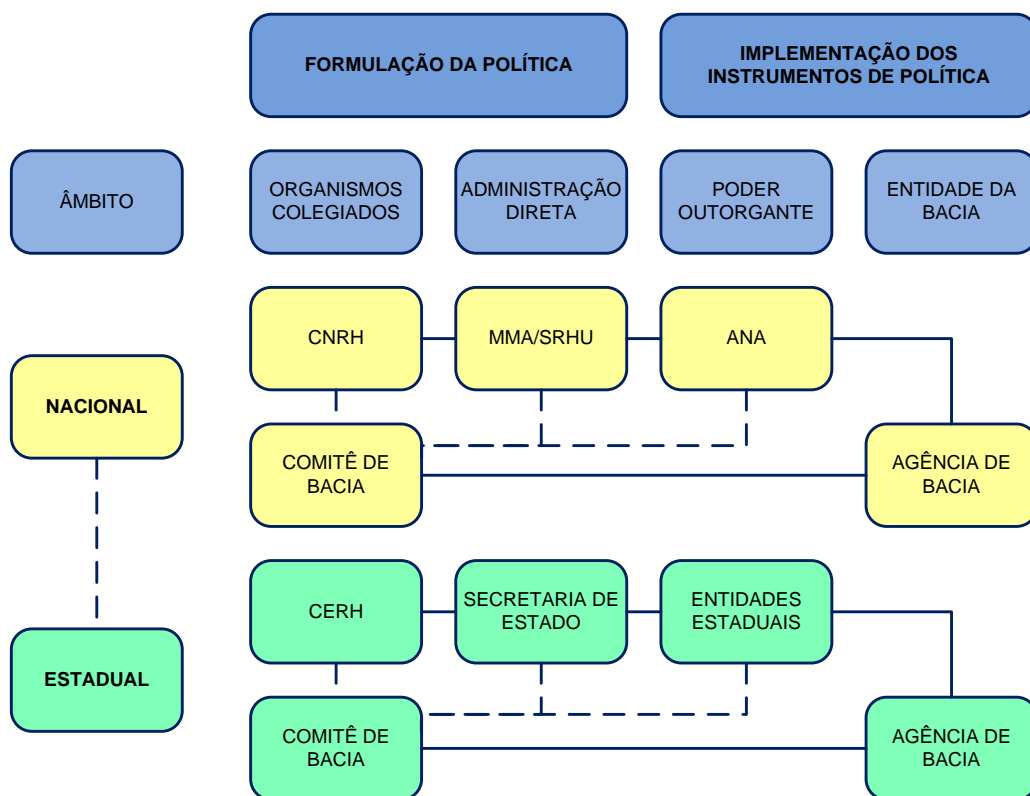 FORMULAÇÃO DA POLÍTICA
IMPLEMENTAÇÃO DOS
INSTRUMENTOS DE POLÍTICA
ÂMBITO
ORGANISMOS
COLEGIADOS
ADMINISTRAÇÃO
DIRETA
PODER
OUTORGANTE
ENTIDADE DA
BACIA
CNRH
MMA/SRHU
ANA
NACIONAL
COMITÊ DE
BACIA
AGÊNCIA DE
BACIA
CERH
SECRETARIA DE
ESTADO
ENTIDADES
ESTADUAIS
ESTADUAL
COMITÊ DE
BACIA
AGÊNCIA DE
BACIA